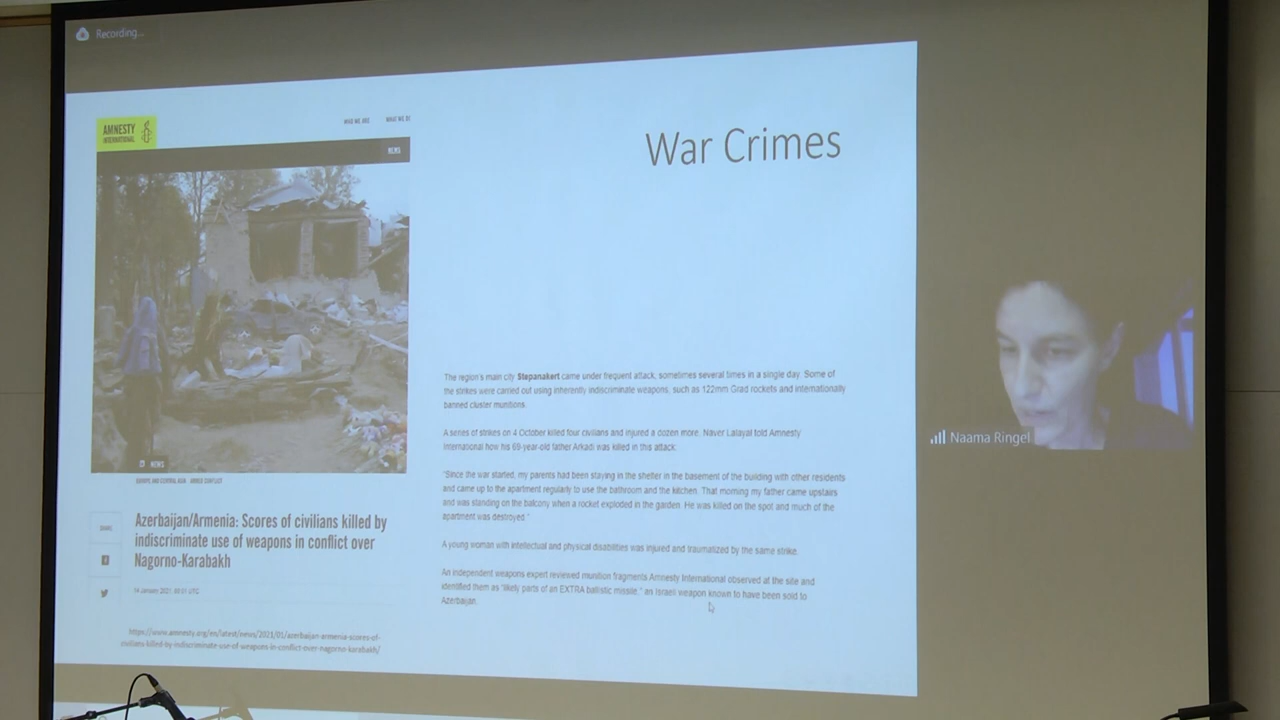 Recording...
AMNESTY
INTERNATIONAL
WHO WE ARE
WHAT WE DO
NEWS
War Crimes
NEWS
EUROPE AND CENTRAL ASIA ARMED CONFLICT
SHARE
Azerbaijan/Armenia: Scores of civilians killed by
indiscriminate use of weapons in conflict over
Nagorno-Karabakh
14 January 2021, 00:01 UTC
https://www.amnesty.org/en/latest/news/2021/01/azerbaijan-armenia-scores-of-
civilians-killed-by-indiscriminate-use-of-weapons-in-conflict-over-nagorno-karabakh/
The region's main city Stepanakert came under frequent attack, sometimes several times in a single day. Some of
the strikes were carried out using inherently indiscriminate weapons, such as 122mm Grad rockets and internationally
banned cluster munitions.
A series of strikes on 4 October killed four civilians and injured a dozen more. Naver Lalayal told Amnesty
International how his 69-year-old father Arkadi was killed in this attack:
"Since the war started, my parents had been staying in the shelter in the basement of the building with other residents
and came up to the apartment regularly to use the bathroom and the kitchen. That morning my father came upstairs
and was standing on the balcony when a rocket exploded in the garden. He was killed on the spot and much of the
apartment was destroyed."
A young woman with intellectual and physical disabilities was injured and traumatized by the same strike.
An independent weapons expert reviewed munition fragments Amnesty International observed at the site and
identified them as "likely parts of an EXTRA ballistic missile," an Israeli weapon known to have been sold to
Azerbaijan.
Naama Ringel